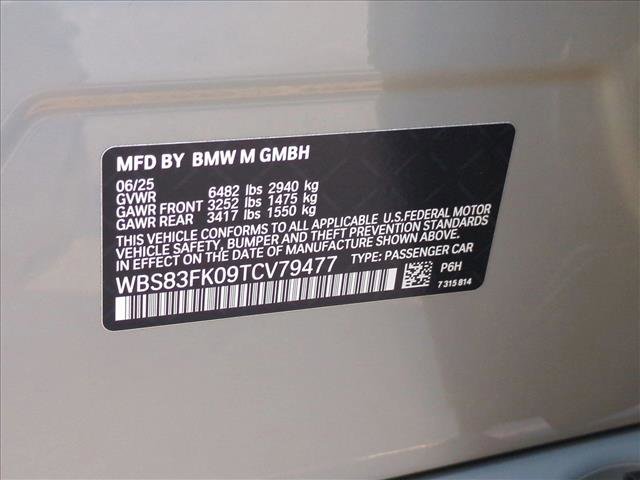 MFD BY BMW M GMBH
06/25
GVWR 6482 lbs 2940 kg
GAWR FRONT 3252 lbs 1475 kg
GAWR REAR 3417 lbs 1550 kg
THIS VEHICLE CONFORMS TO ALL APPLICABLE U.S.FEDERAL MOTOR
VEHICLE SAFETY, BUMPER, AND THEFT PREVENTION STANDARDS
IN EFFECT ON THE DATE OF MANUFACTURE SHOWN ABOVE.
WBS83FK09TCV79477 TYPE: PASSENGER CAR
P6H
7 315 814